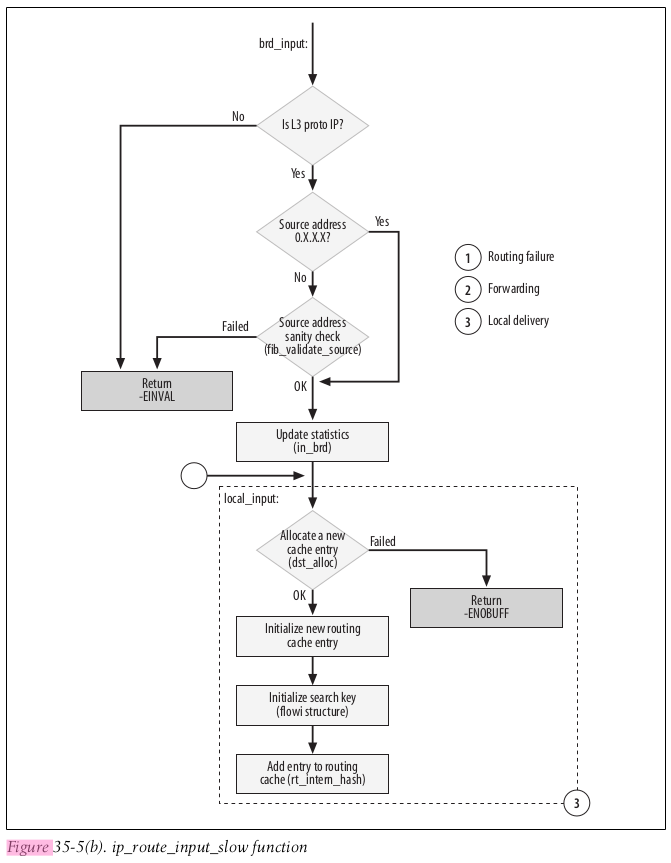 brd_input:
Is L3 proto IP?
No
Yes
Source address
0.X.X.X?
Yes
No
1 Routing failure
2 Forwarding
3 Local delivery
Source address
sanity check
(fib_validate_source)
Failed
OK
Return
-EINVAL
Update statistics
(in_brd)
local_input:
Allocate a new
cache entry
(dst_alloc)
Failed
OK
Return
-ENOBUFF
Initialize new routing
cache entry
Initialize search key
(flowi structure)
Add entry to routing
cache (rt_intern_hash)
3
Figure 35-5(b). ip_route_input_slow function